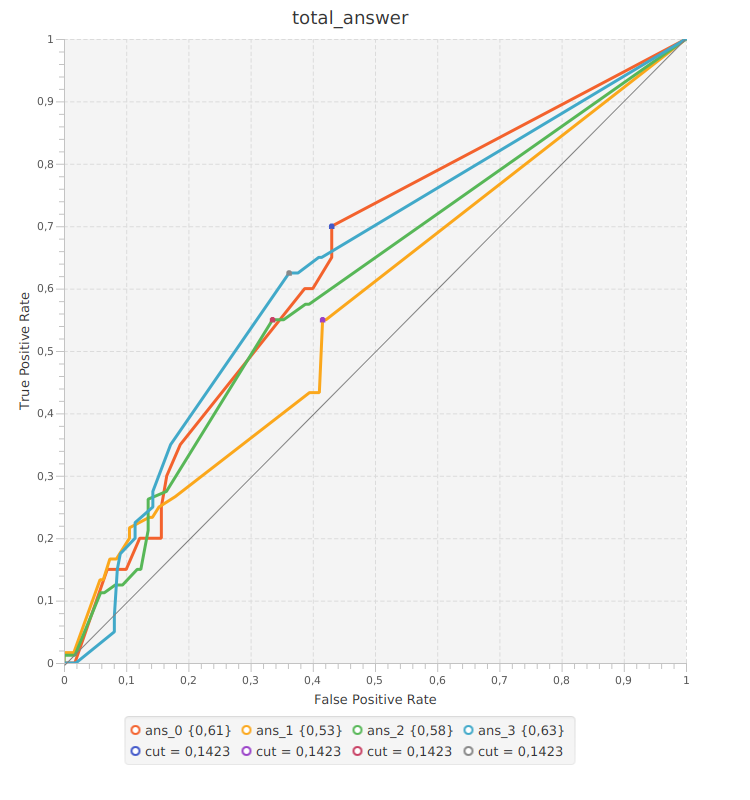 total_answer
1
0,9
0,8
0,7
0,6
0,5
0,4
0,3
0,2
0,1
0
True Positive Rate
0 0,1 0,2 0,3 0,4 0,5 0,6 0,7 0,8 0,9 1
False Positive Rate
ans_0 {0,61} ans_1 {0,53} ans_2 {0,58} ans_3 {0,63}
cut = 0,1423 cut = 0,1423 cut = 0,1423 cut = 0,1423